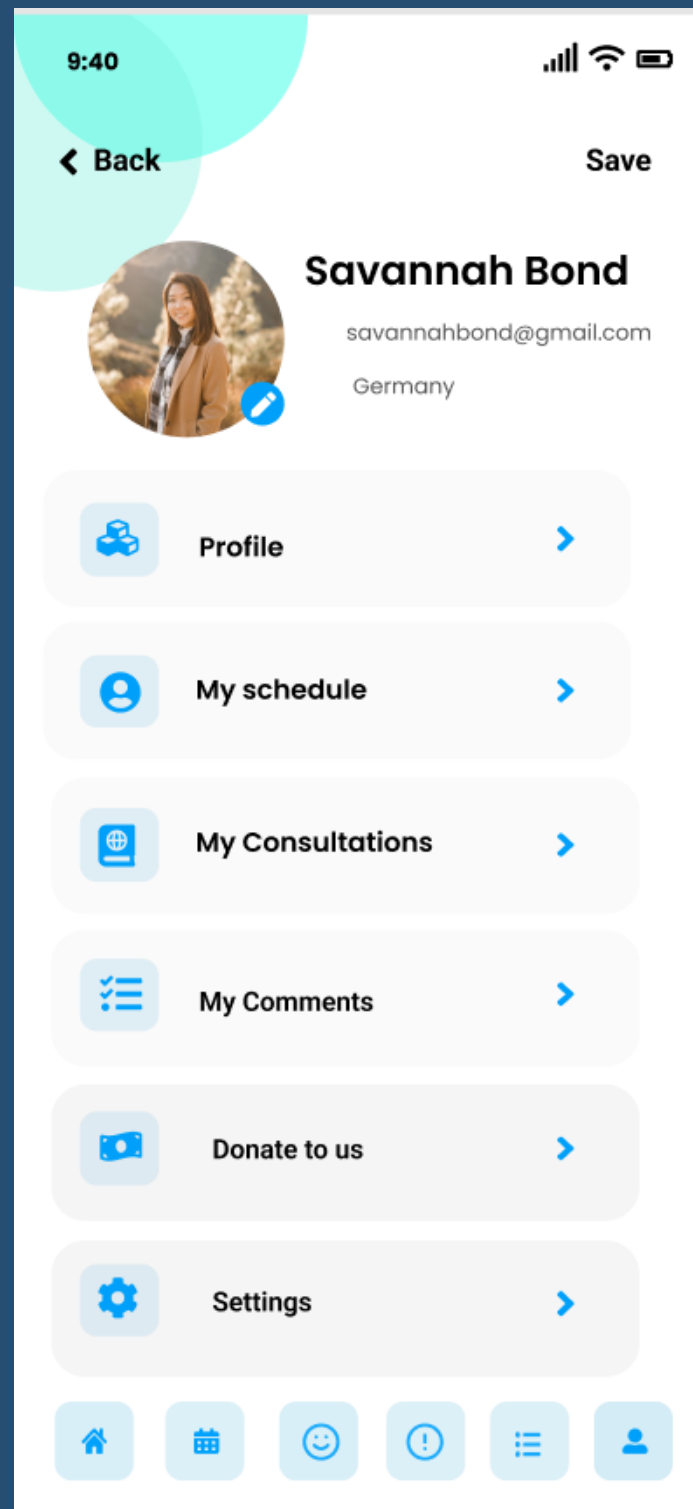 9:40
Back
Save
Savannah Bond
savannahbond@gmail.com
Germany
Profile
My schedule
My Consultations
My Comments
Donate to us
Settings